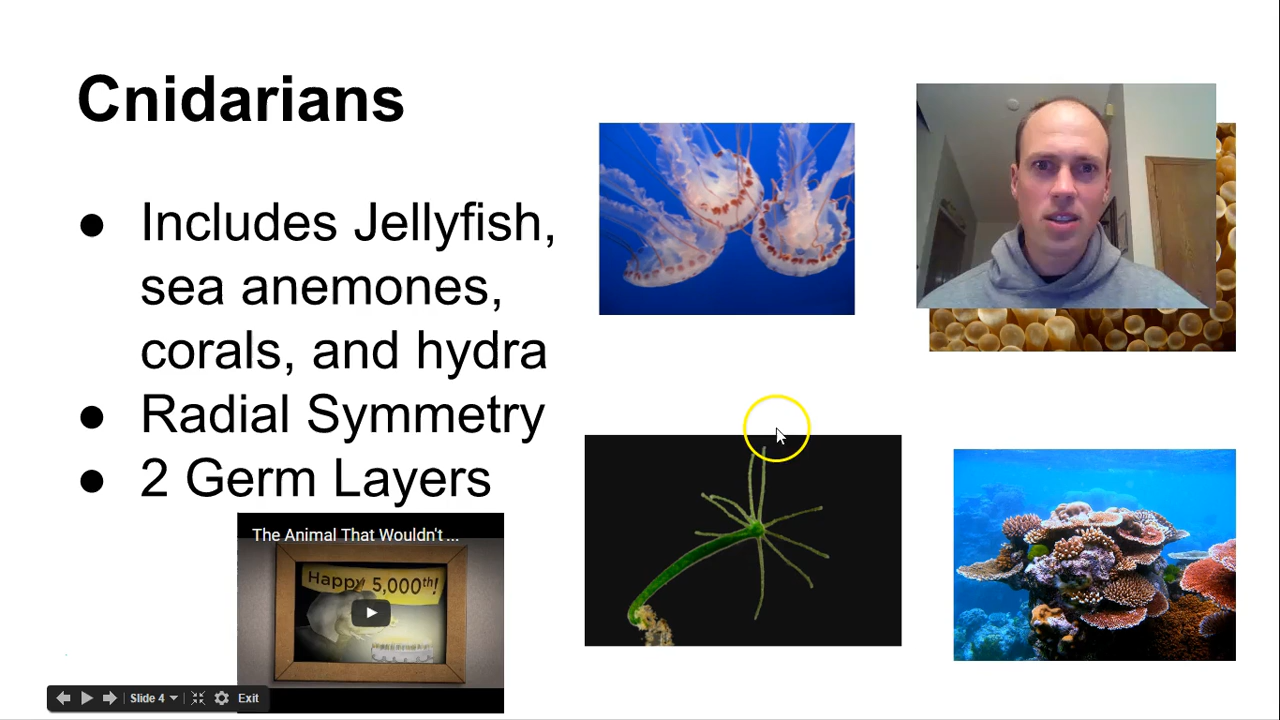 Cnidarians
● Includes Jellyfish,
sea anemones,
corals, and hydra
● Radial Symmetry
● 2 Germ Layers
The Animal That Wouldn't ...
Happy 5,000th!
Slide 4
Exit